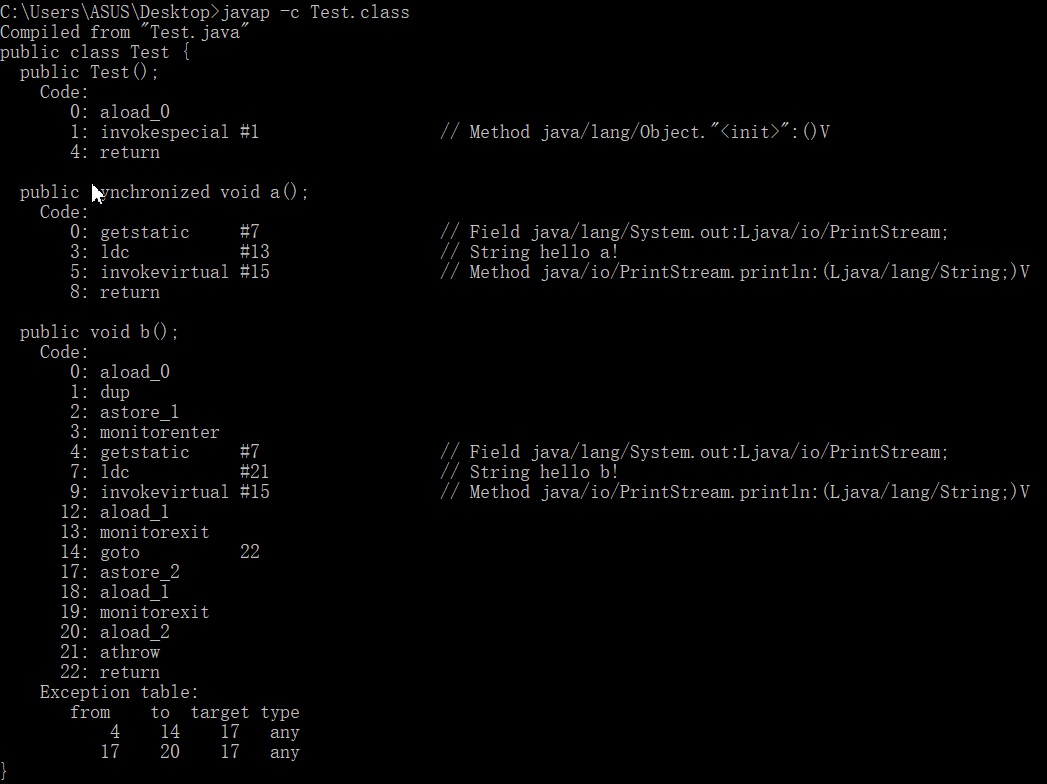 C:\Users\ASUS\Desktop>javap -c Test.class
Compiled from "Test.java"
public class Test {
  public Test();
    Code:
       0: aload_0
       1: invokespecial #1                  // Method java/lang/Object."<init>":()V
       4: return

  public synchronized void a();
    Code:
       0: getstatic     #7                  // Field java/lang/System.out:Ljava/io/PrintStream;
       3: ldc           #13                 // String hello a!
       5: invokevirtual #15                 // Method java/io/PrintStream.println:(Ljava/lang/String;)V
       8: return

  public void b();
    Code:
       0: aload_0
       1: dup
       2: astore_1
       3: monitorenter
       4: getstatic     #7                  // Field java/lang/System.out:Ljava/io/PrintStream;
       7: ldc           #21                 // String hello b!
       9: invokevirtual #15                 // Method java/io/PrintStream.println:(Ljava/lang/String;)V
      12: aload_1
      13: monitorexit
      14: goto          22
      17: astore_2
      18: aload_1
      19: monitorexit
      20: aload_2
      21: athrow
      22: return
    Exception table:
       from    to  target type
           4    14    17   any
          17    20    17   any
}